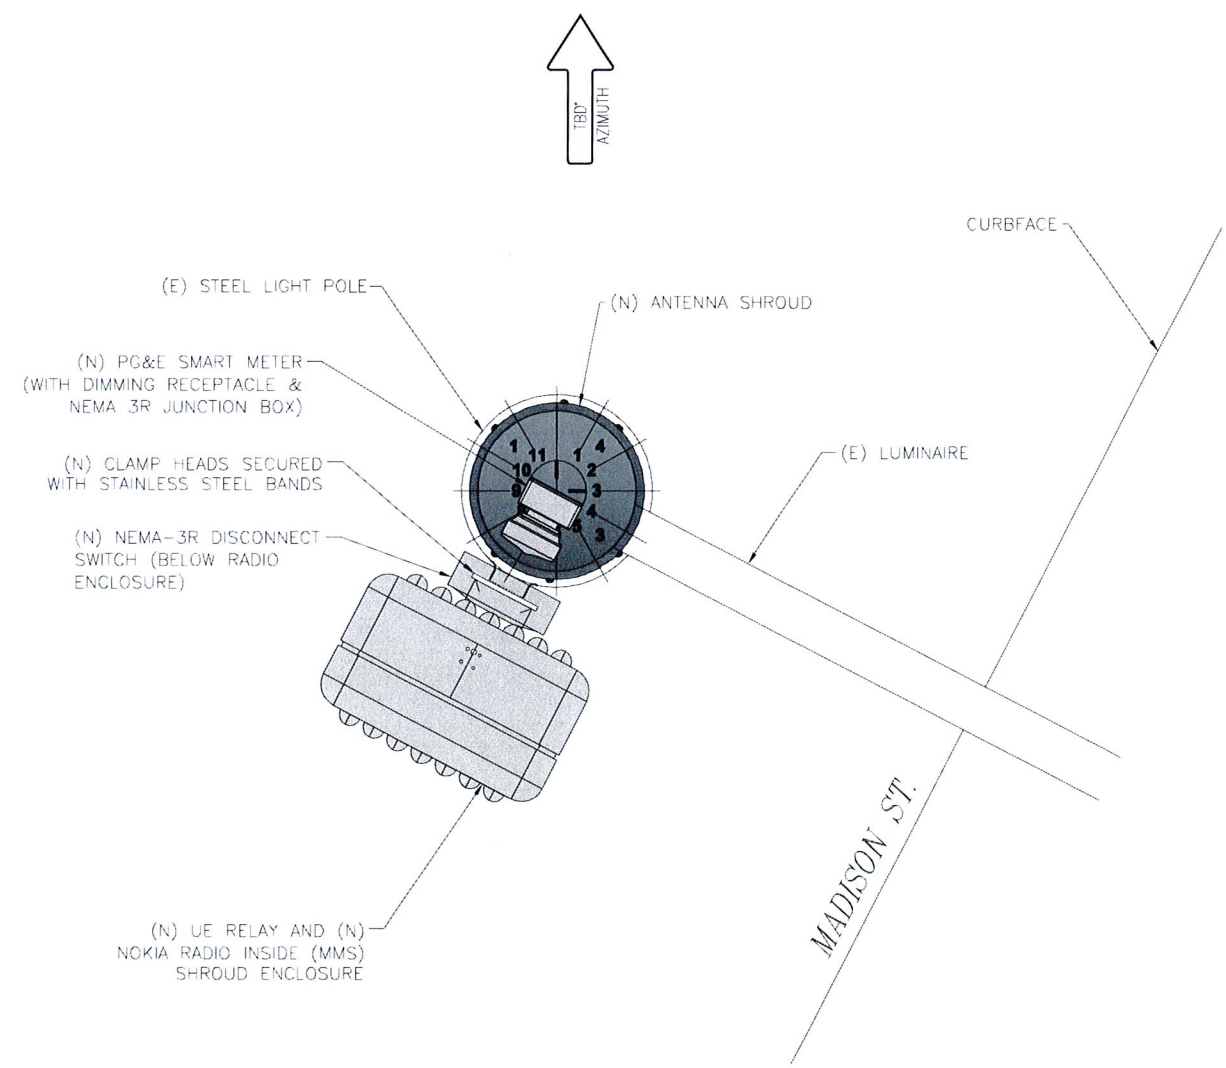 TBD°
AZIMUTH
CURBFACE
(E) STEEL LIGHT POLE
(N) ANTENNA SHROUD
(N) PG&E SMART METER
(WITH DIMMING RECEPTACLE &
NEMA 3R JUNCTION BOX)
(E) LUMINAIRE
(N) CLAMP HEADS SECURED
WITH STAINLESS STEEL BANDS
(N) NEMA-3R DISCONNECT
SWITCH (BELOW RADIO
ENCLOSURE)
1
11
1
4
10
2
9
3
4
5
3
MADISON ST.
(N) UE RELAY AND (N)
NOKIA RADIO INSIDE (MMS)
SHROUD ENCLOSURE